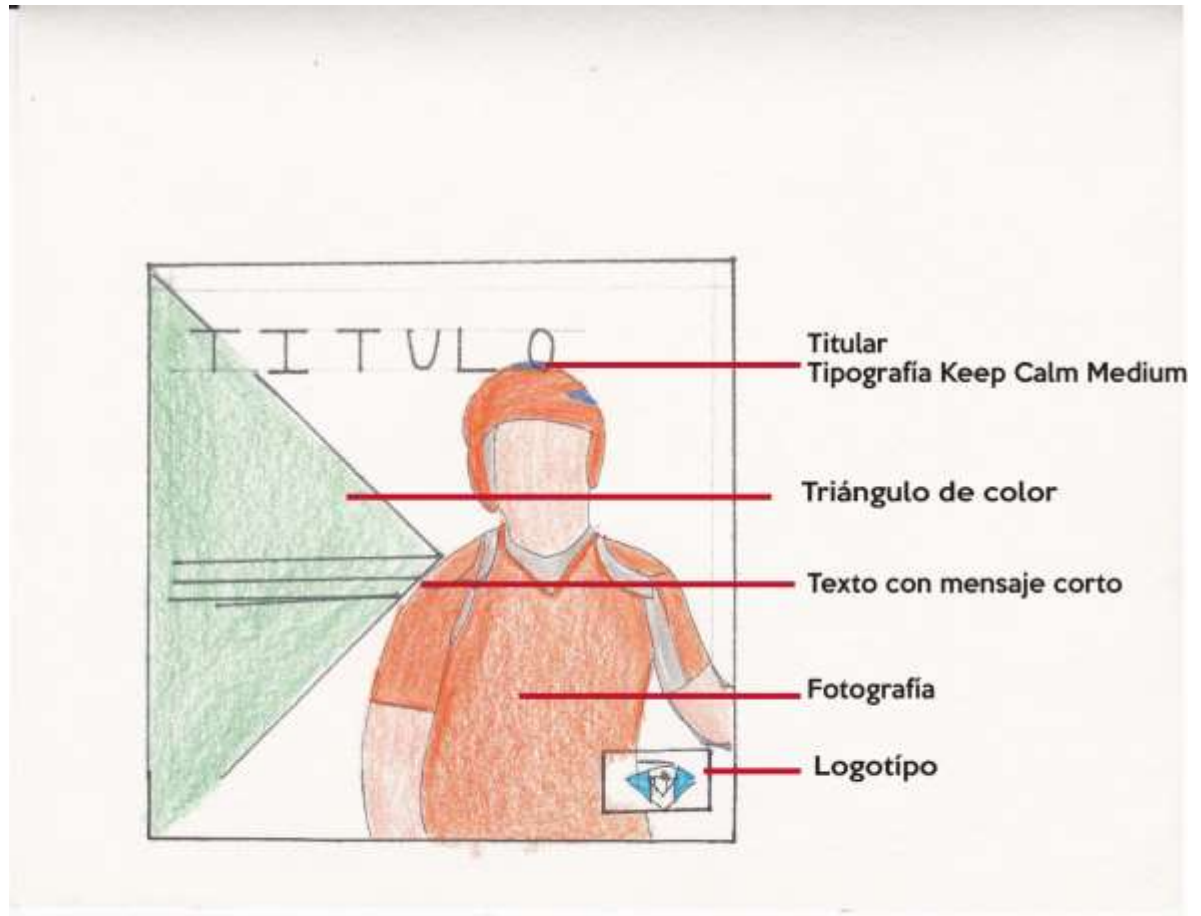 TITULO
Titular
Tipografía Keep Calm Medium
Triángulo de color
Texto con mensaje corto
Fotografía
Logotípo